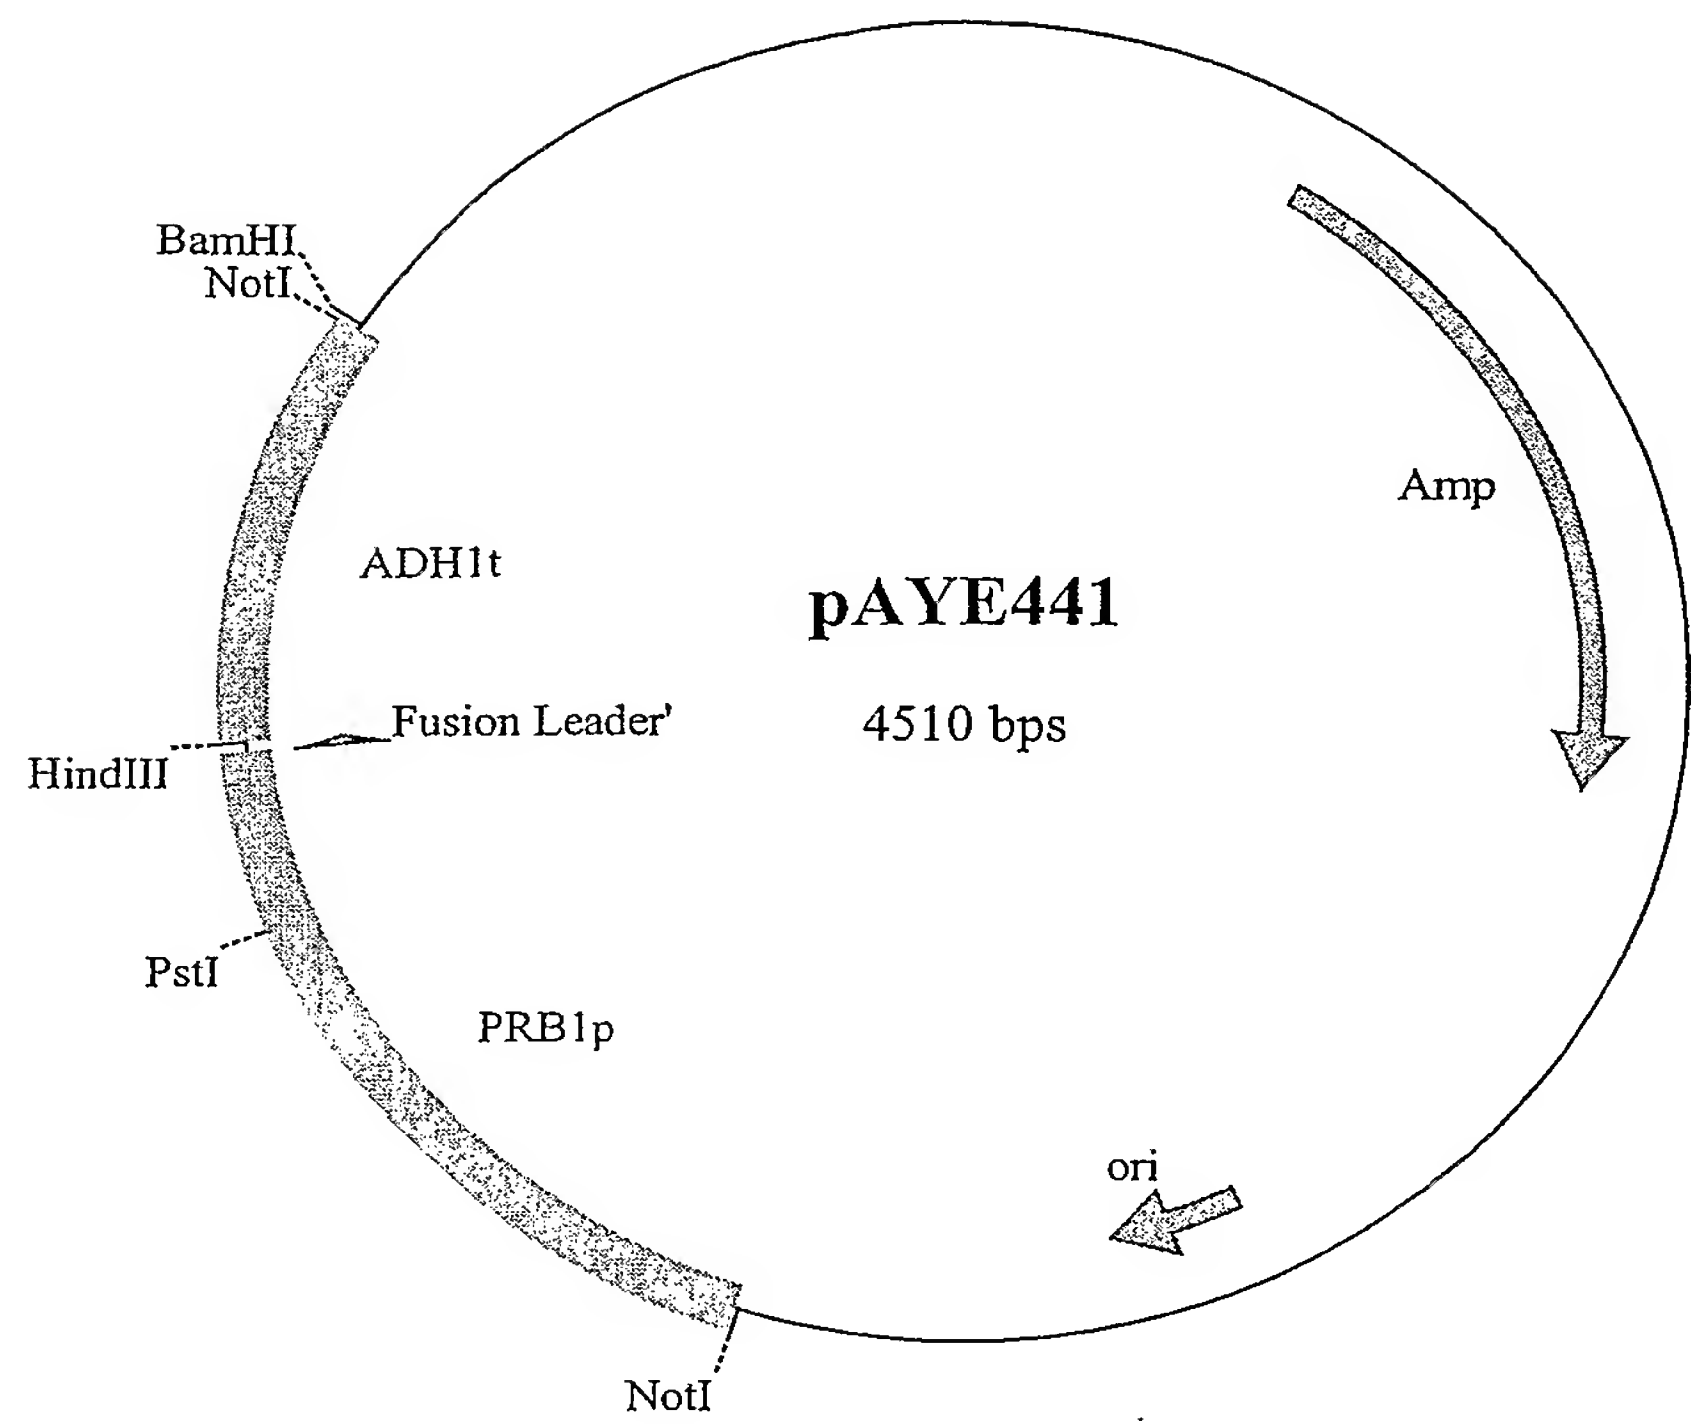 BamHI
NotI
Amp
ADH1t
pAYE441
Fusion Leader'
4510 bps
HindIII
PstI
PRB1p
ori
NotI